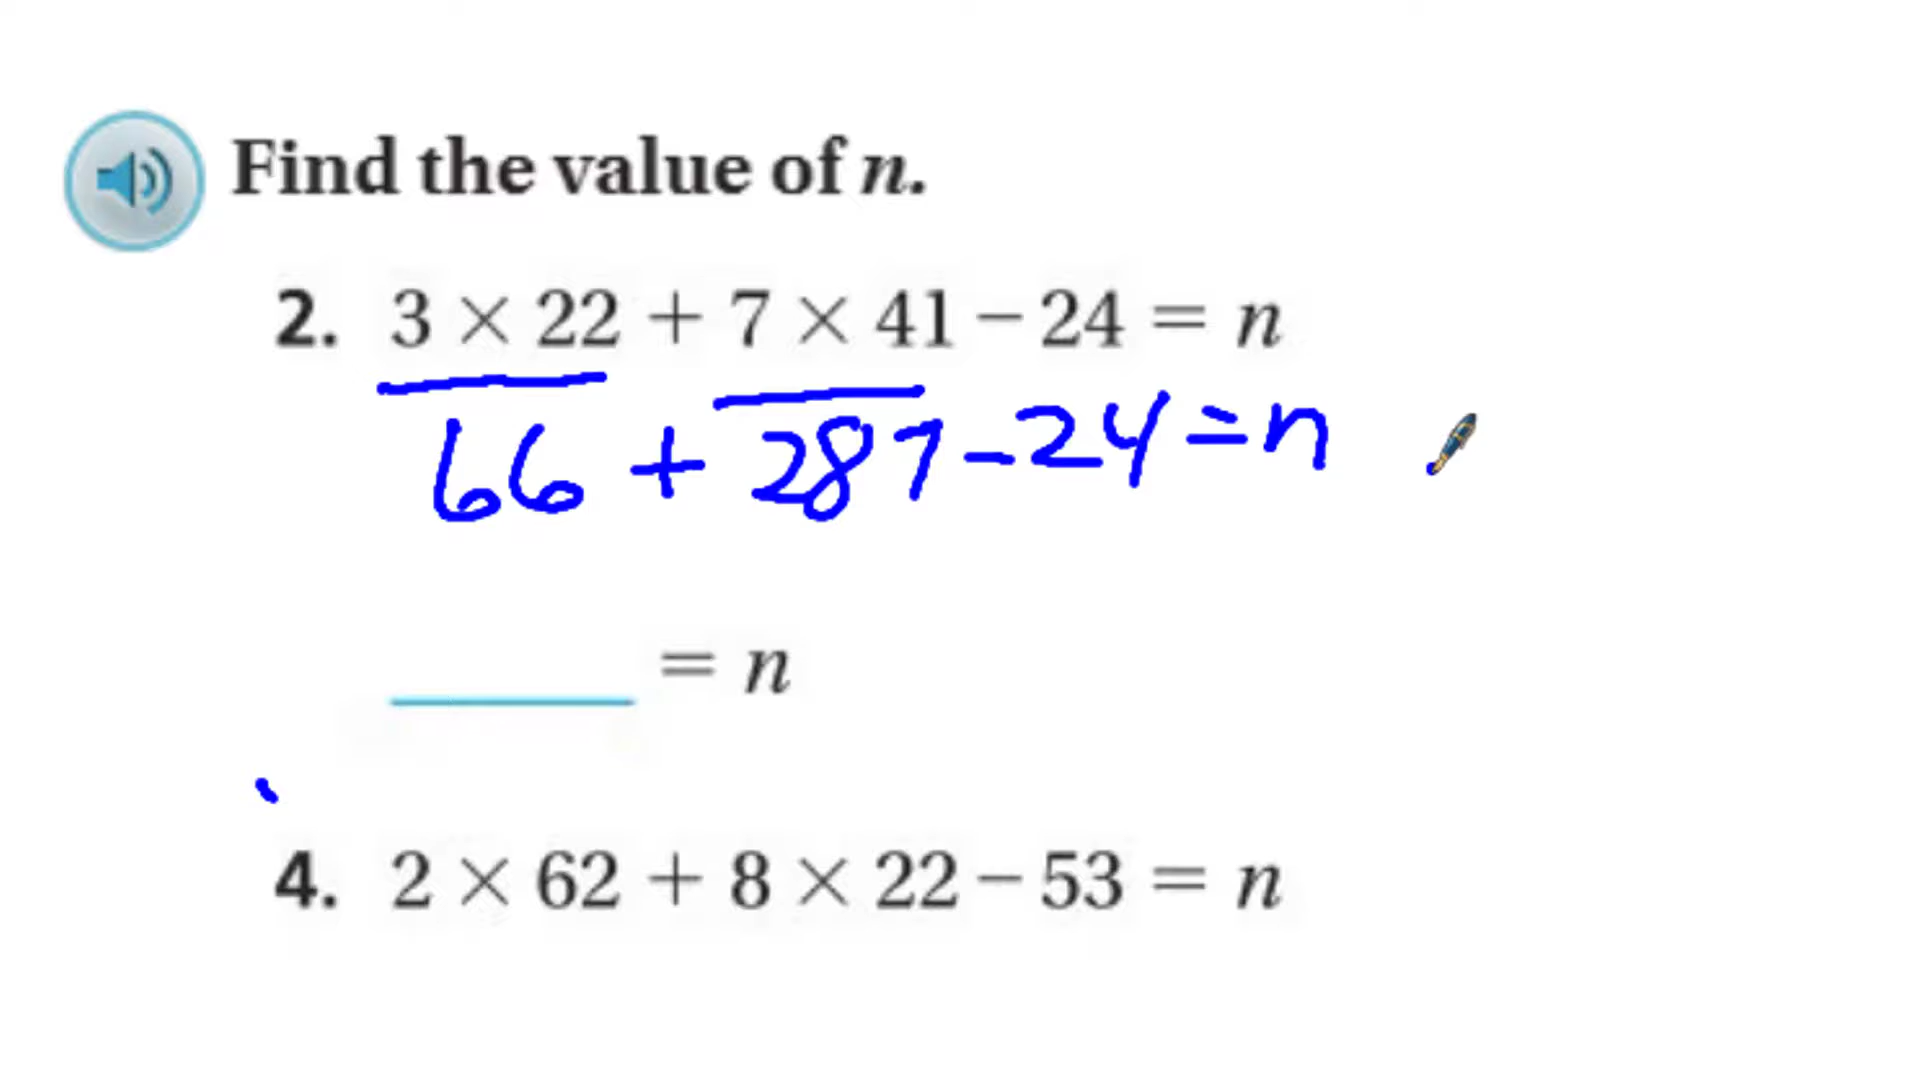 Find the value of n.
2. 3 × 22 + 7 × 41 − 24 = n
66 + 287 - 24 = n
= n
4. 2 × 62 + 8 × 22 − 53 = n